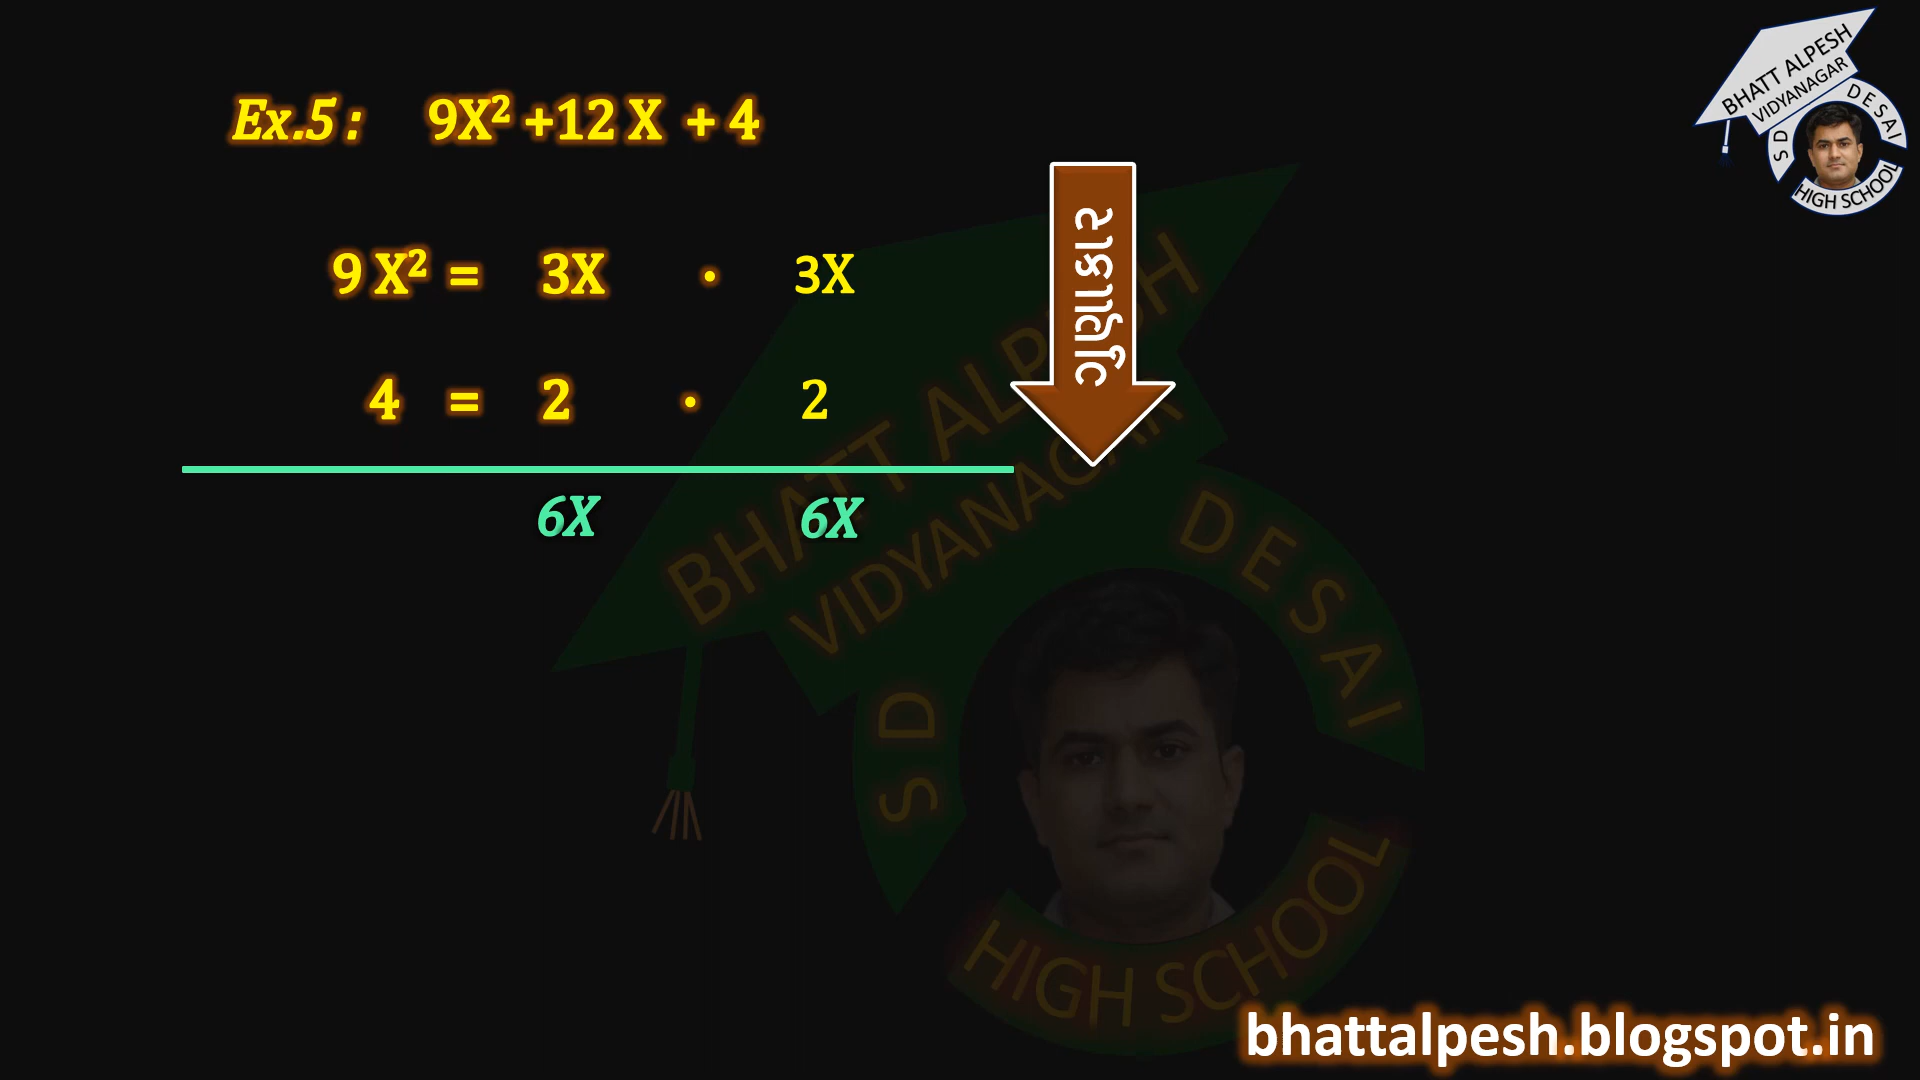 Ex.5 : 9X² +12 X + 4
9 X² = 3X · 3X
4 = 2 · 2
6X 6X
ગુણાકાર
BHATT ALPESH
VIDYANAGAR
S D DESAI
HIGH SCHOOL
BHATT ALPESH
VIDYANAGAR
S D DESAI
HIGH SCHOOL
bhattalpesh.blogspot.in